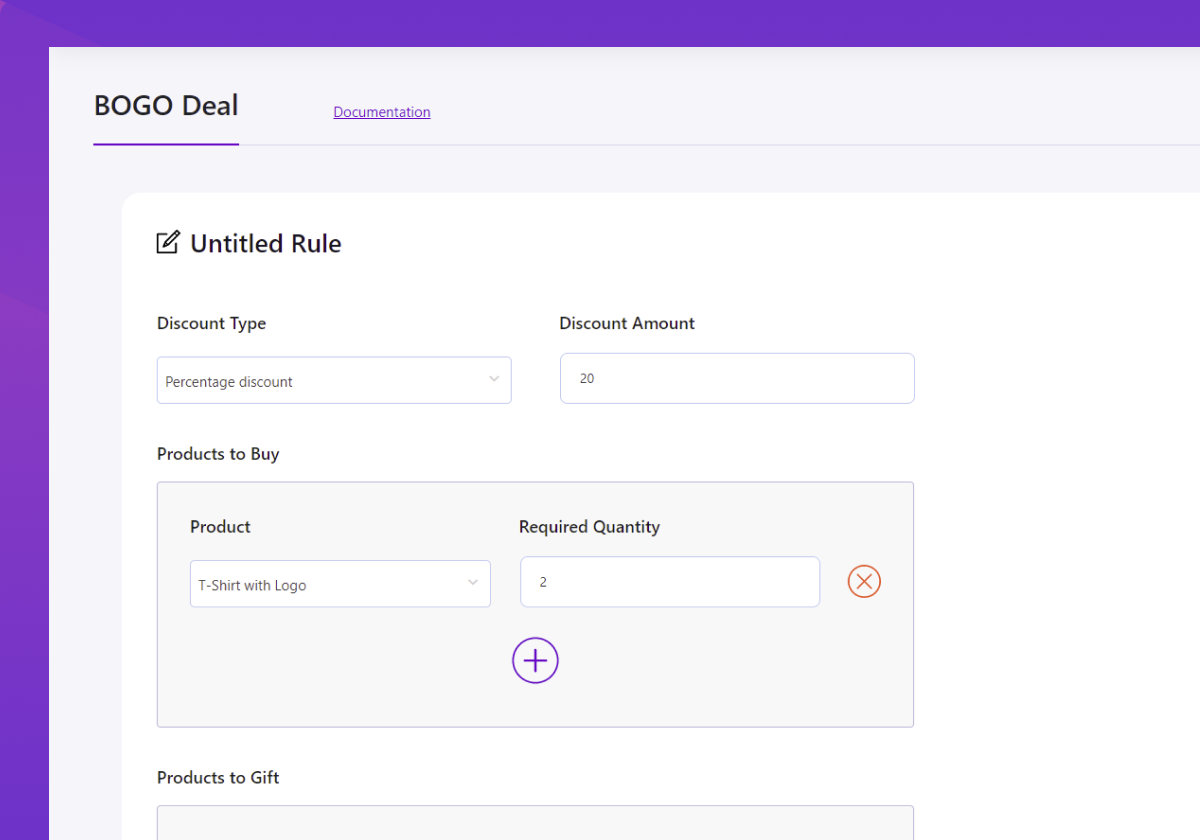 BOGO Deal
Documentation
Untitled Rule
Discount Type
Discount Amount
Percentage discount
20
Products to Buy
Product
Required Quantity
T-Shirt with Logo
2
Products to Gift